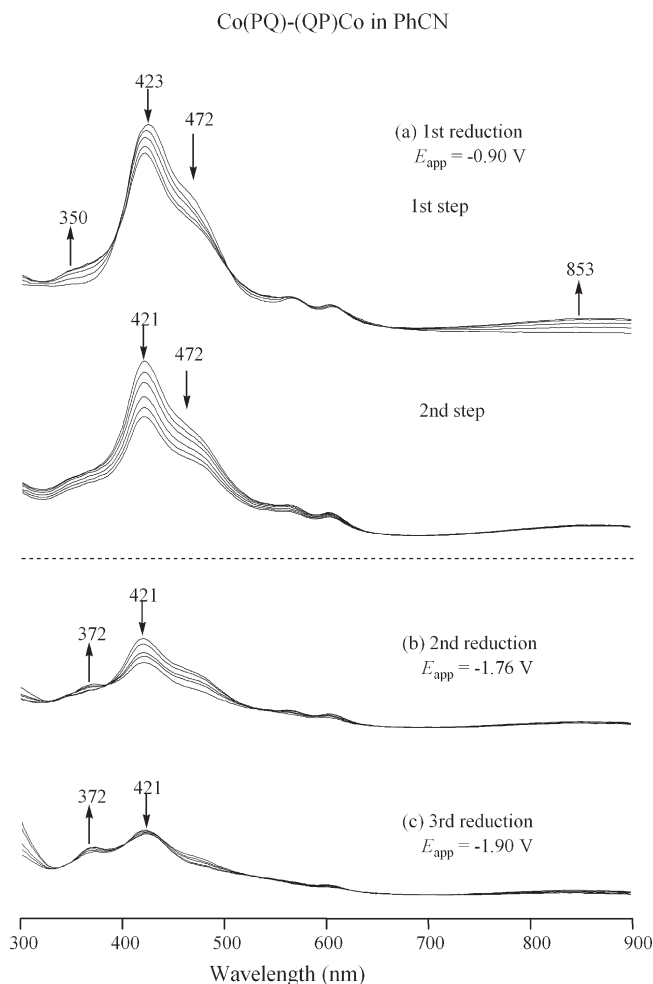 Co(PQ)-(QP)Co in PhCN
423
472
(a) 1st reduction
Eapp = -0.90 V
1st step
350
853
421
472
2nd step
421
372
(b) 2nd reduction
Eapp = -1.76 V
372
421
(c) 3rd reduction
Eapp = -1.90 V
300 400 500 600 700 800 900
Wavelength (nm)